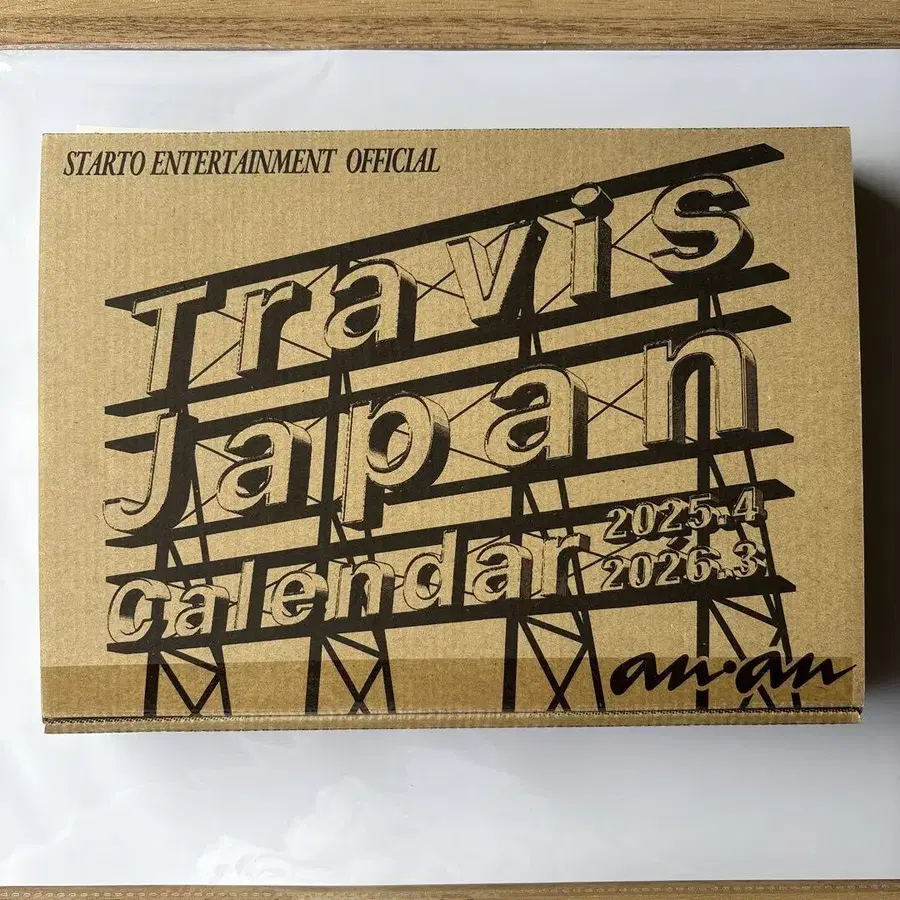 STARTO ENTERTAINMENT OFFICIAL
Travis
Japan
calendar
2025.4
2026.3
an·an